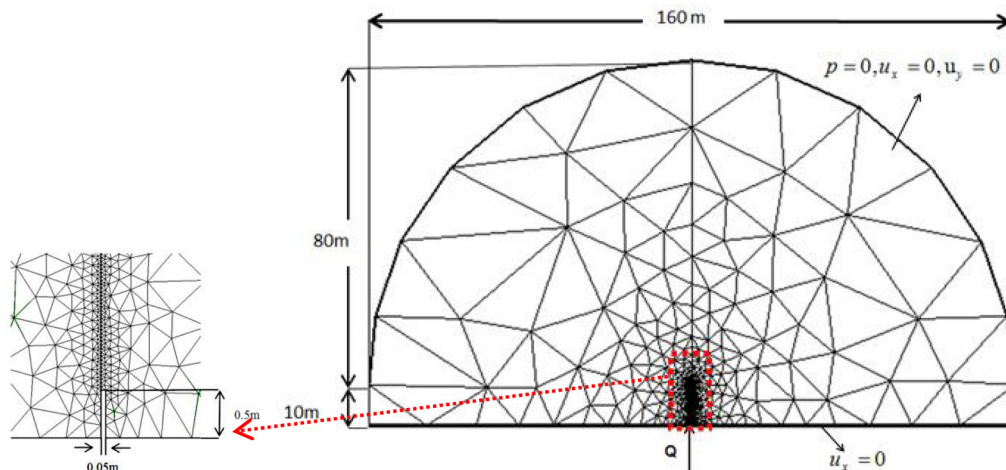 160 m
p = 0, u_x = 0, u_y = 0
80m
10m
0.5m
0.05m
Q
u_x = 0